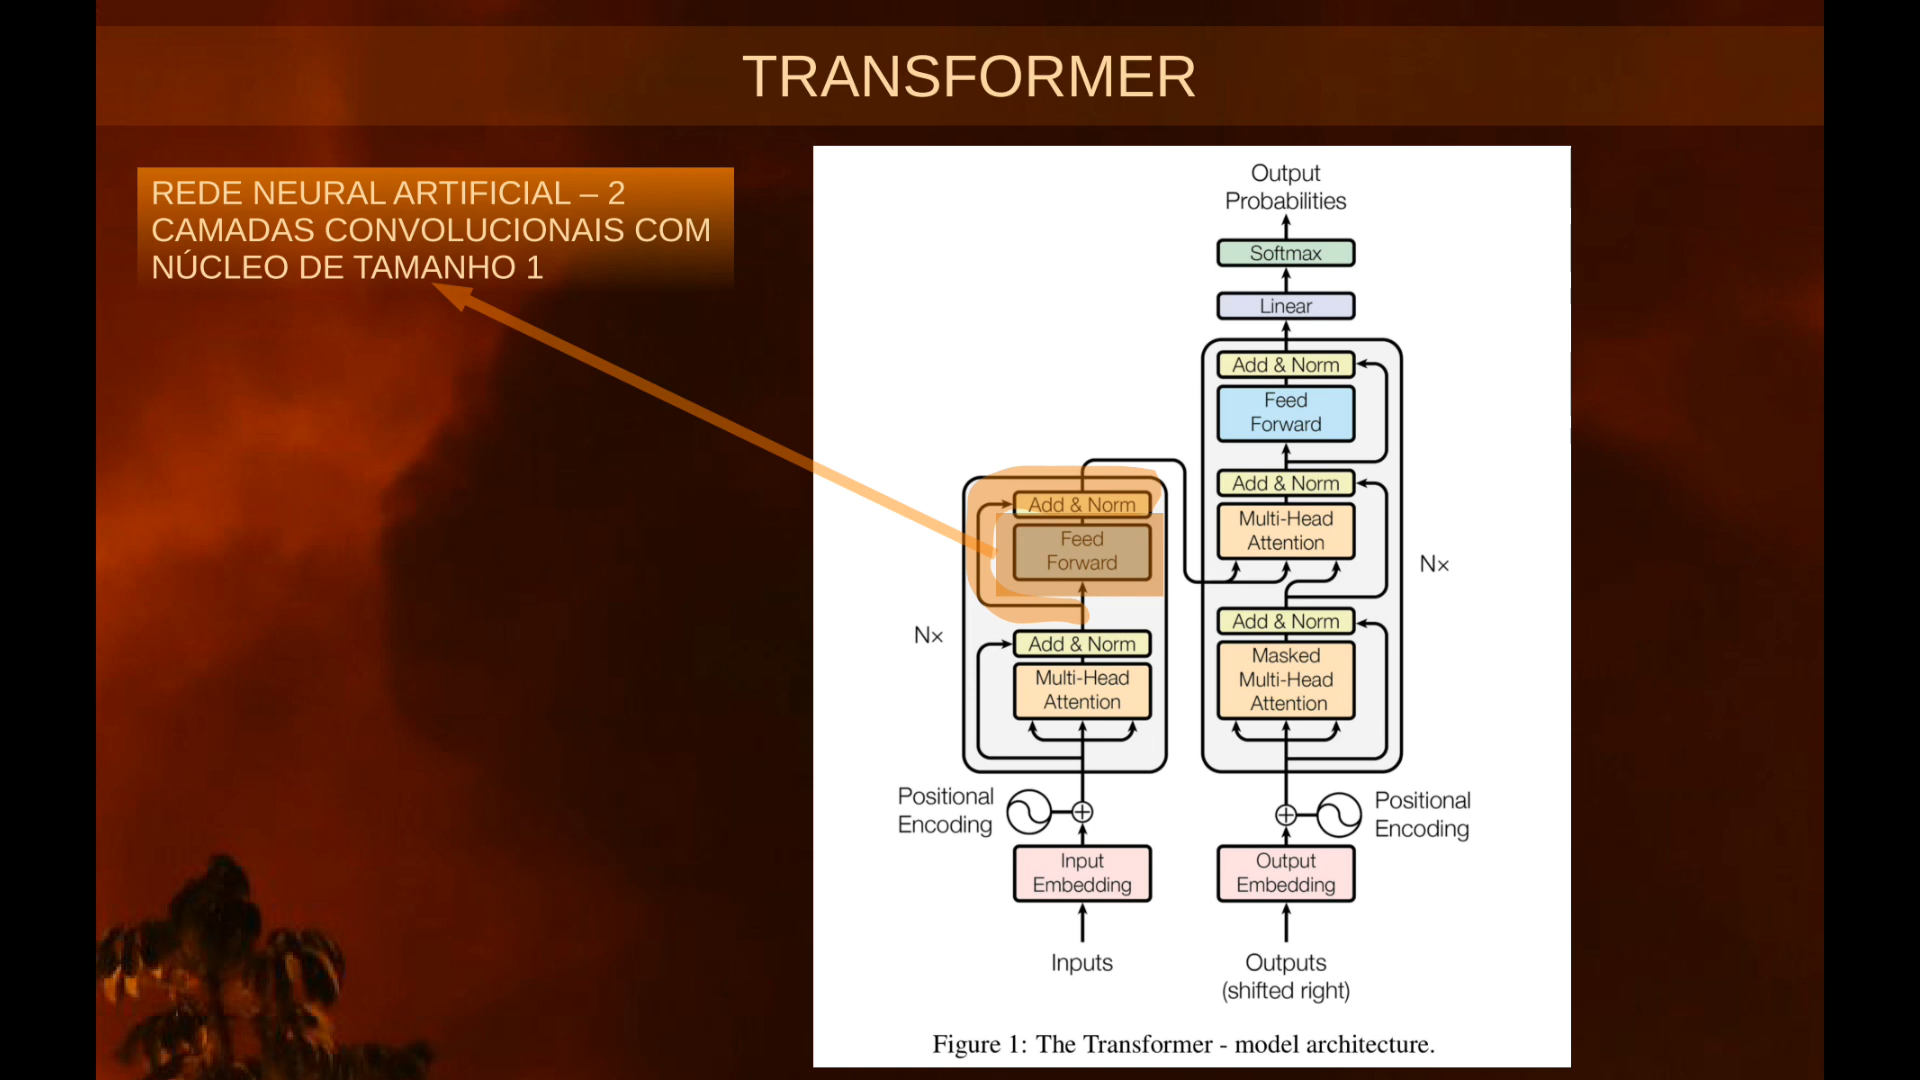 TRANSFORMER
REDE NEURAL ARTIFICIAL – 2
CAMADAS CONVOLUCIONAIS COM
NÚCLEO DE TAMANHO 1
Output
Probabilities
Softmax
Linear
Add & Norm
Feed
Forward
Add & Norm
Multi-Head
Attention
Nx
Add & Norm
Masked
Multi-Head
Attention
Add & Norm
Feed
Forward
Nx
Add & Norm
Multi-Head
Attention
Positional
Encoding
Positional
Encoding
Input
Embedding
Output
Embedding
Inputs
Outputs
(shifted right)
Figure 1: The Transformer - model architecture.